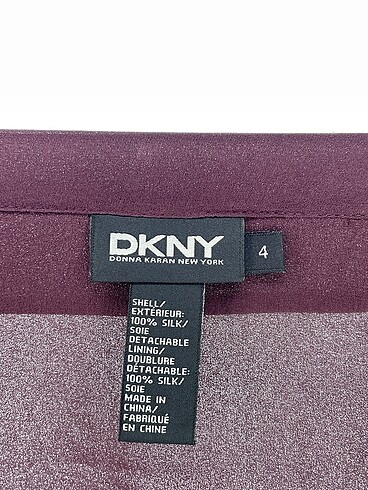 DKNY
DONNA KARAN NEW YORK
4
SHELL/
EXTÉRIEUR:
100% SILK/
SOIE
DETACHABLE
LINING/
DOUBLURE
DÉTACHABLE:
100% SILK/
SOIE
MADE IN
CHINA/
FABRIQUÉ
EN CHINE